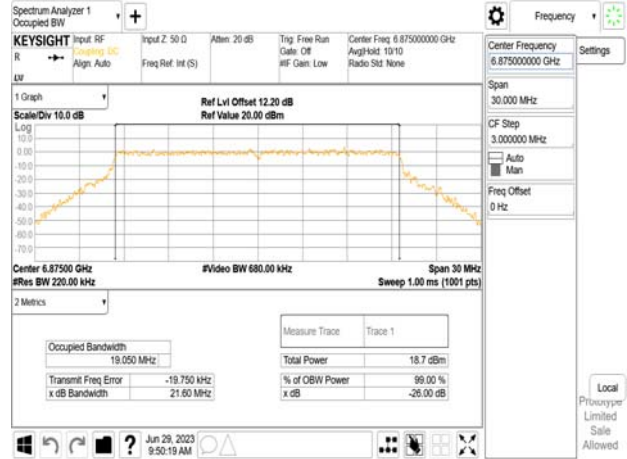 Spectrum Analyzer 1
Occupied BW
Frequency
KEYSIGHT
Input: RF
Coupling: DC
Align: Auto
Input Z: 50 Ω
Freq Ref: Int (S)
Atten: 20 dB
Trig: Free Run
Gate: Off
#IF Gain: Low
Center Freq: 6.875000000 GHz
Avg|Hold: 10/10
Radio Std: None
R
LXI
Center Frequency
6.875000000 GHz
Settings
Span
30.000 MHz
CF Step
3.000000 MHz
Auto
Man
Freq Offset
0 Hz
1 Graph
Scale/Div 10.0 dB
Ref Lvl Offset 12.20 dB
Ref Value 20.00 dBm
Log
10.0
0.00
-10.0
-20.0
-30.0
-40.0
-50.0
-60.0
-70.0
Center 6.87500 GHz
#Res BW 220.00 kHz
#Video BW 680.00 kHz
Span 30 MHz
Sweep 1.00 ms (1001 pts)
2 Metrics
Measure Trace
Trace 1
Occupied Bandwidth
19.050 MHz
Total Power
18.7 dBm
Transmit Freq Error
-19.750 kHz
% of OBW Power
99.00 %
x dB Bandwidth
21.60 MHz
x dB
-26.00 dB
Local
Prototype
Limited
Sale
Allowed
?
Jun 29, 2023
9:50:19 AM